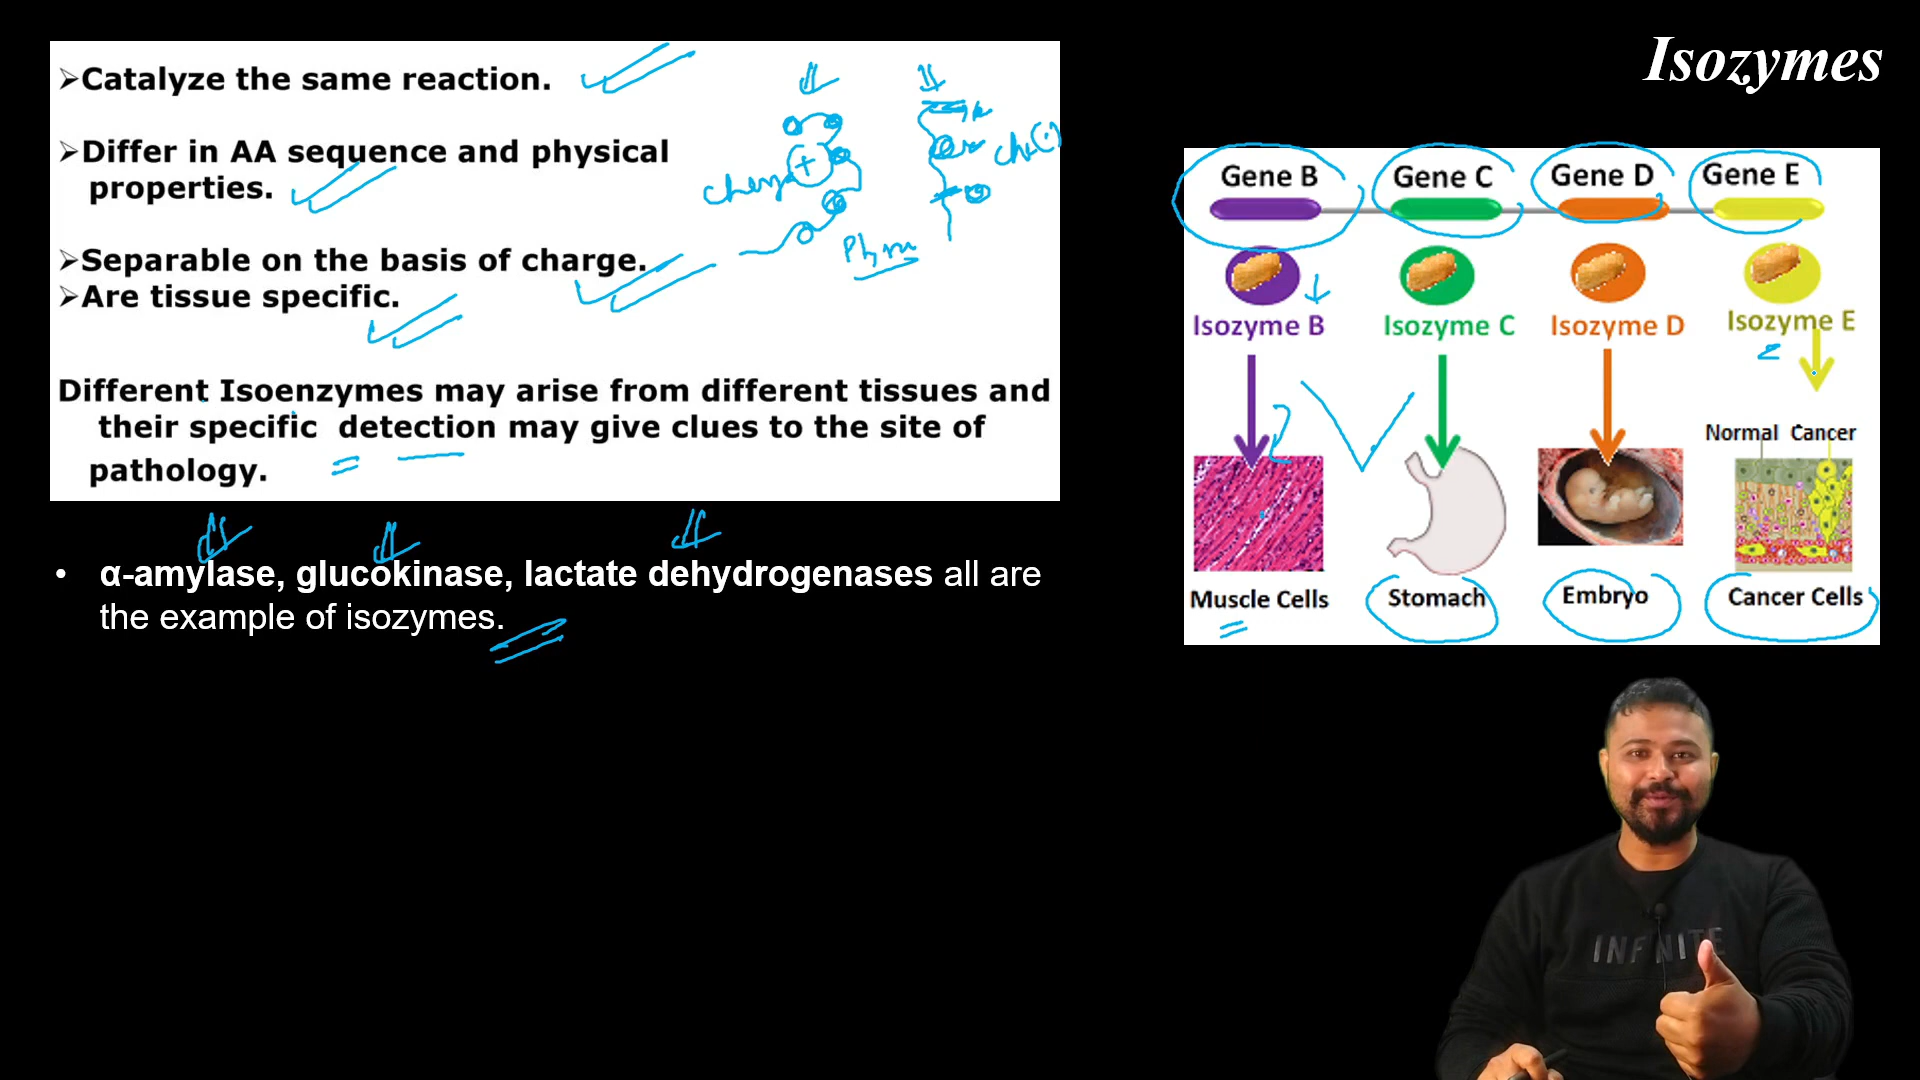 Isozymes
➢Catalyze the same reaction.
➢Differ in AA sequence and physical
properties.
➢Separable on the basis of charge.
➢Are tissue specific.
Different Isoenzymes may arise from different tissues and
their specific detection may give clues to the site of
pathology.
• α-amylase, glucokinase, lactate dehydrogenases all are
the example of isozymes.
Gene B Gene C Gene D Gene E
Isozyme B Isozyme C Isozyme D Isozyme E
Normal Cancer
Muscle Cells Stomach Embryo Cancer Cells